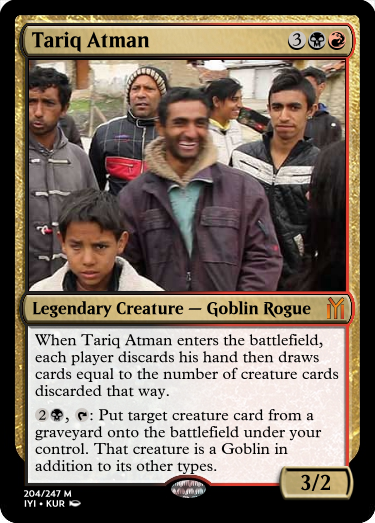 Tariq Atman 3
Legendary Creature — Goblin Rogue
When Tariq Atman enters the battlefield,
each player discards his hand then draws
cards equal to the number of creature cards
discarded that way.
2 , : Put target creature card from a
graveyard onto the battlefield under your
control. That creature is a Goblin in
addition to its other types.
3/2
204/247 M
IYI • KUR